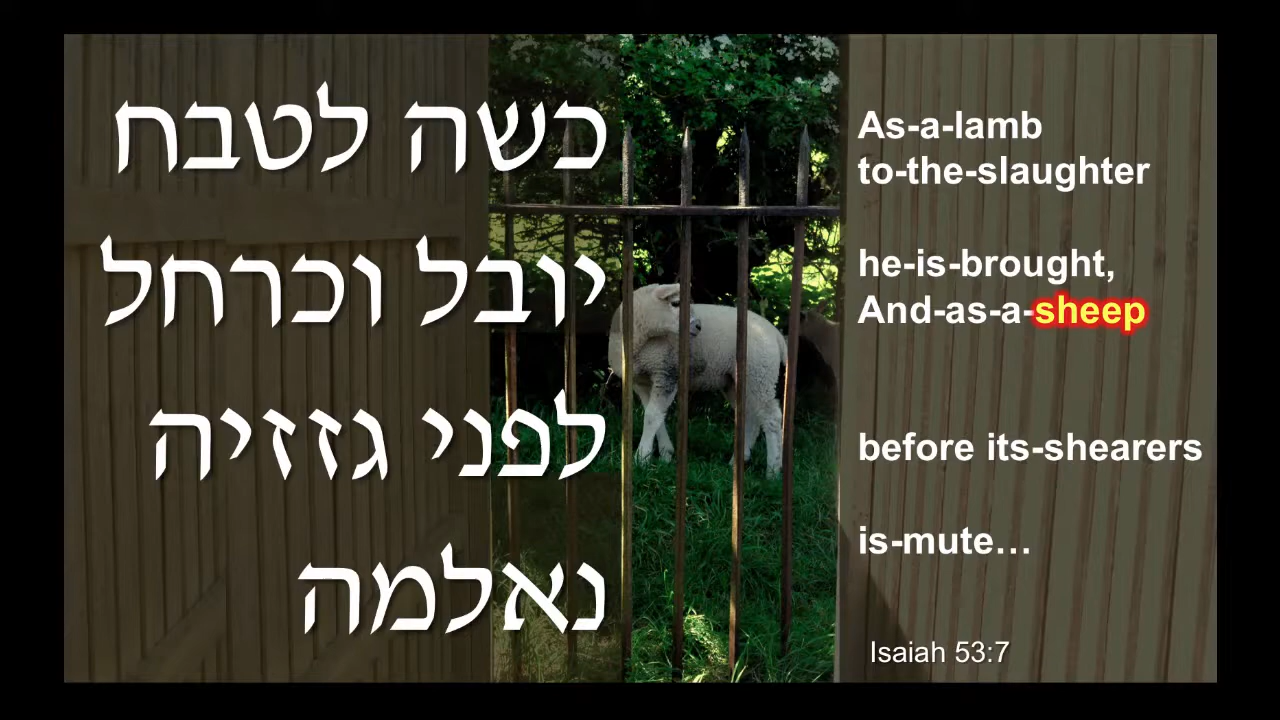 כשה לטבח
יובל וכרחל
לפני גזזיה
נאלמה
As-a-lamb
to-the-slaughter
he-is-brought,
And-as-a-sheep
before its-shearers
is-mute…
Isaiah 53:7